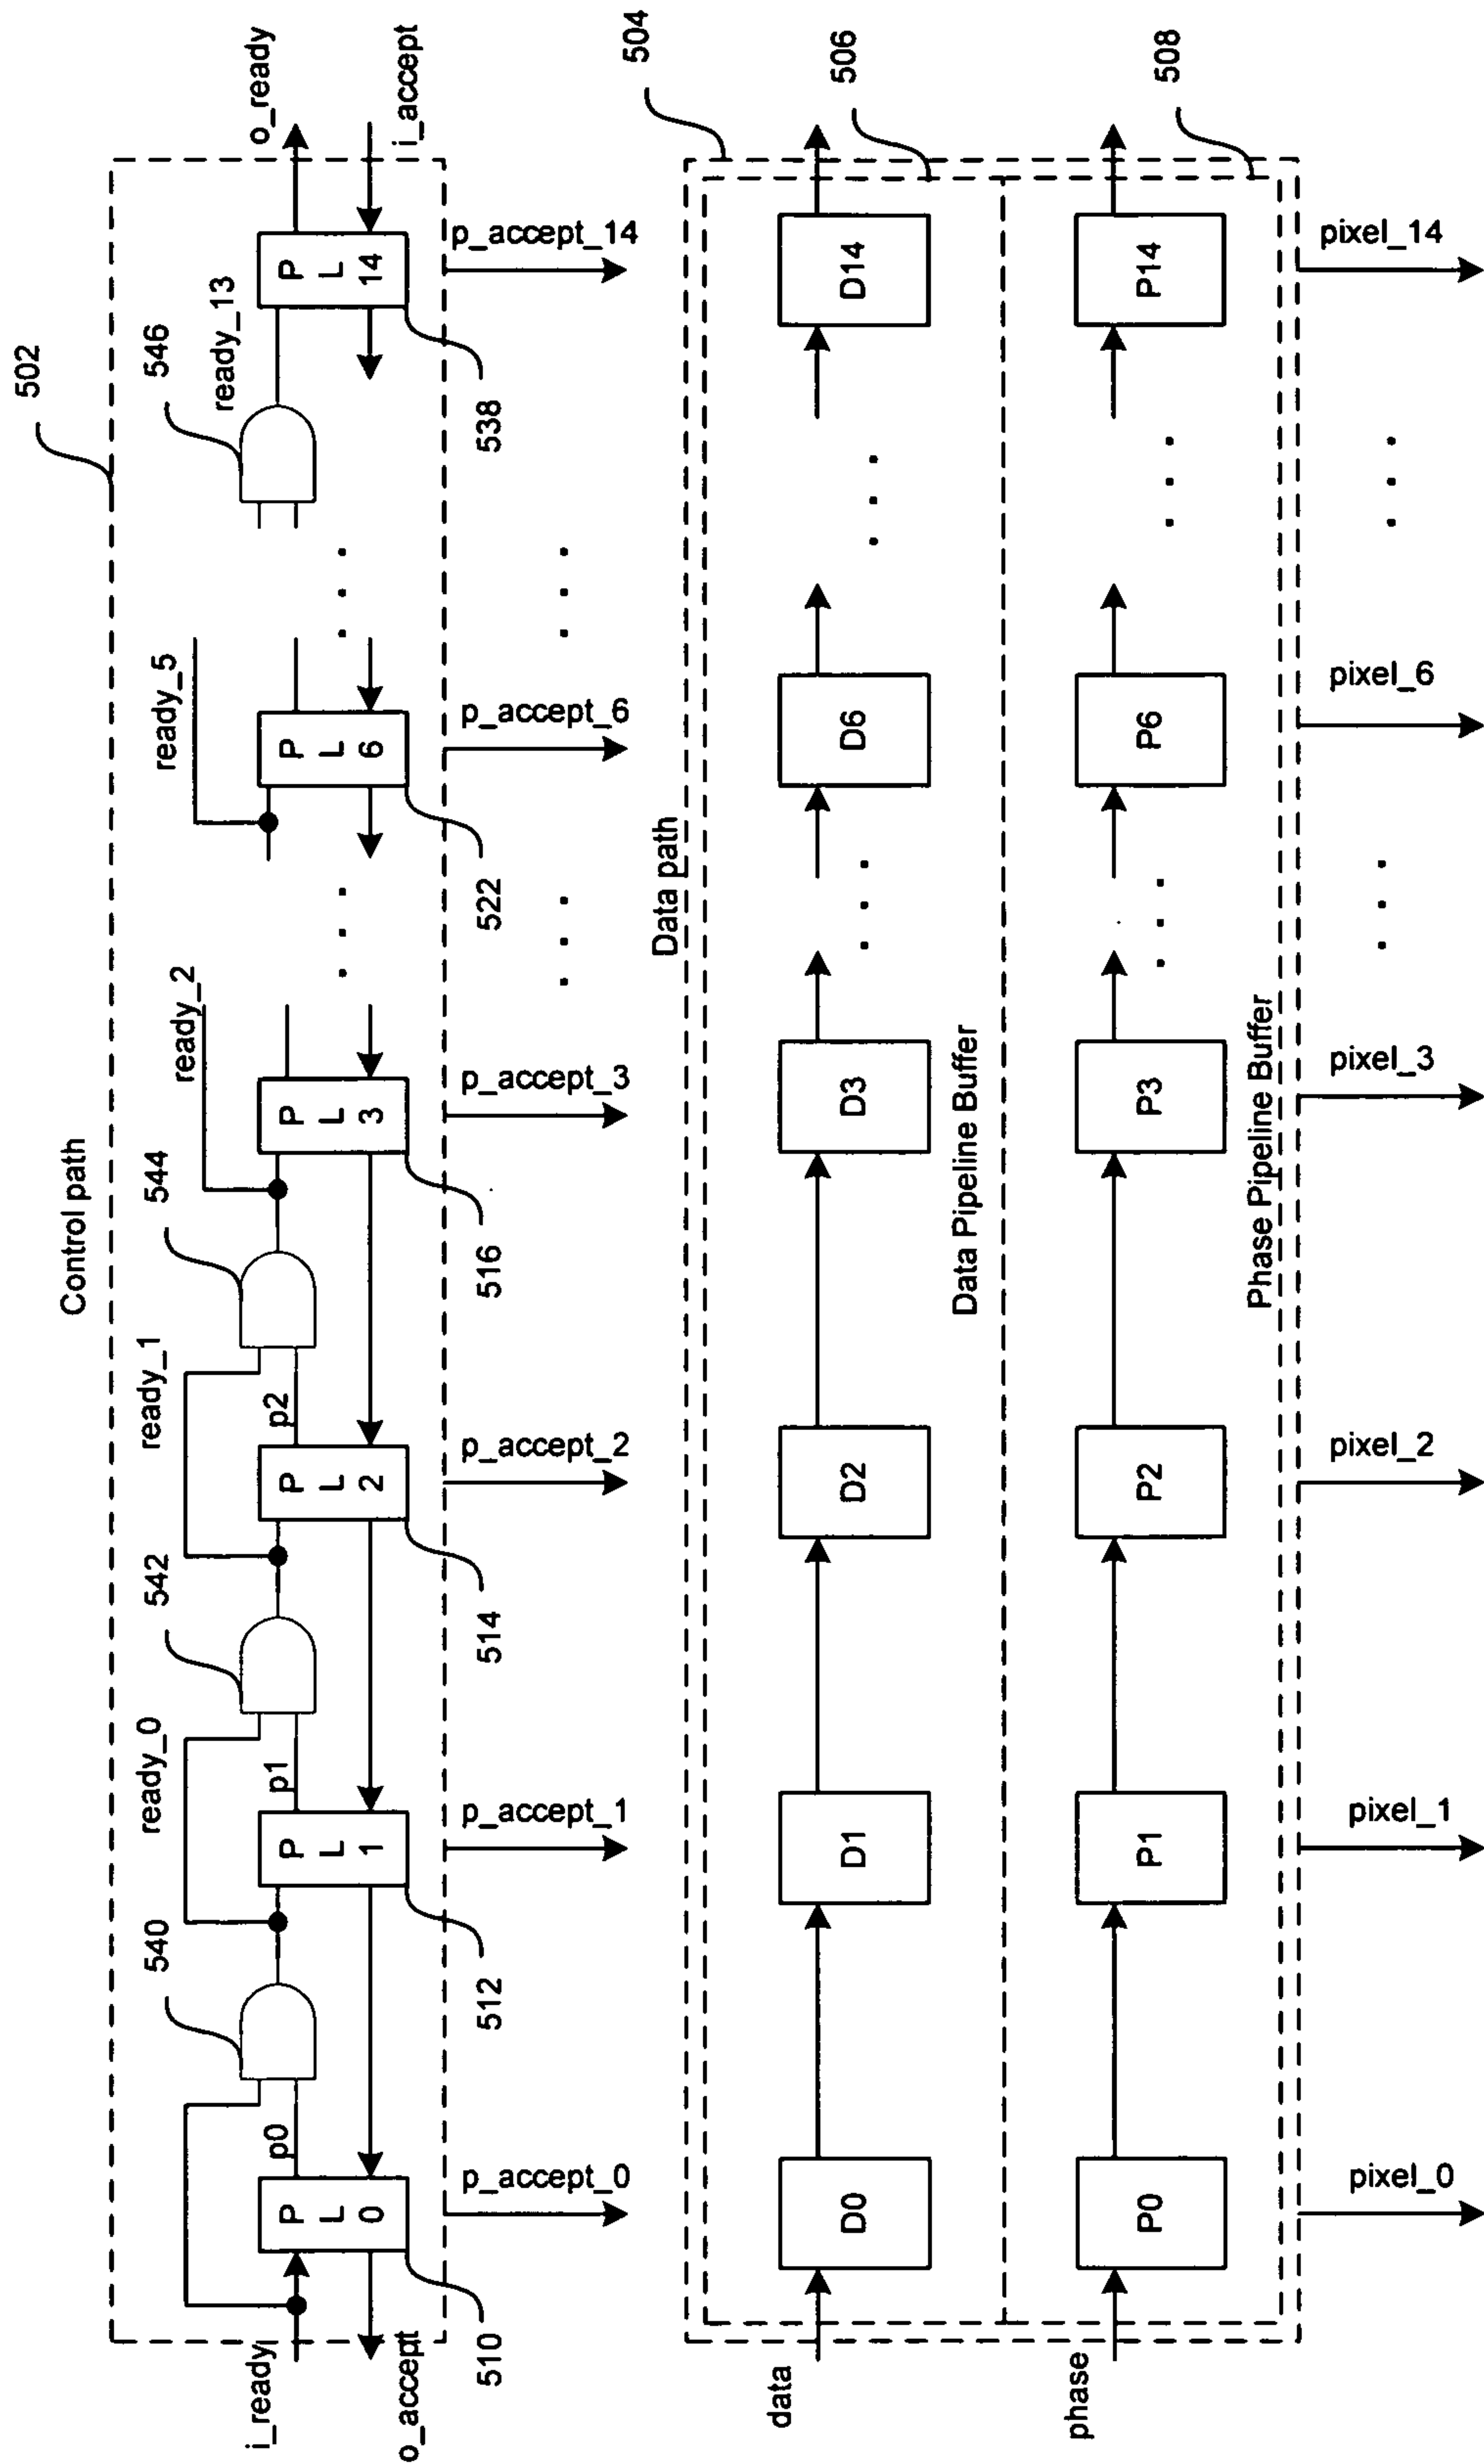 502
Control path
i_ready
o_accept
P L 0
p0
510
540
ready_0
P L 1
p1
512
542
ready_1
P L 2
p2
514
544
ready_2
P L 3
516
ready_5
P L 6
522
546
ready_13
P L 14
538
o_ready
i_accept
p_accept_0
p_accept_1
p_accept_2
p_accept_3
p_accept_6
p_accept_14
504
Data path
506
data
D0
D1
D2
D3
D6
D14
Data Pipeline Buffer
508
phase
P0
P1
P2
P3
P6
P14
Phase Pipeline Buffer
pixel_0
pixel_1
pixel_2
pixel_3
pixel_6
pixel_14